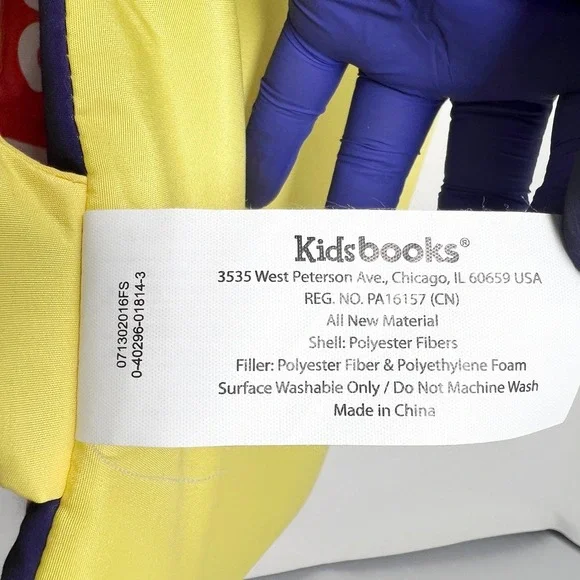 Kidsbooks®
3535 West Peterson Ave., Chicago, IL 60659 USA
REG. NO. PA16157 (CN)
All New Material
Shell: Polyester Fibers
Filler: Polyester Fiber & Polyethylene Foam
Surface Washable Only / Do Not Machine Wash
Made in China
071302016FS
0-40296-01814-3